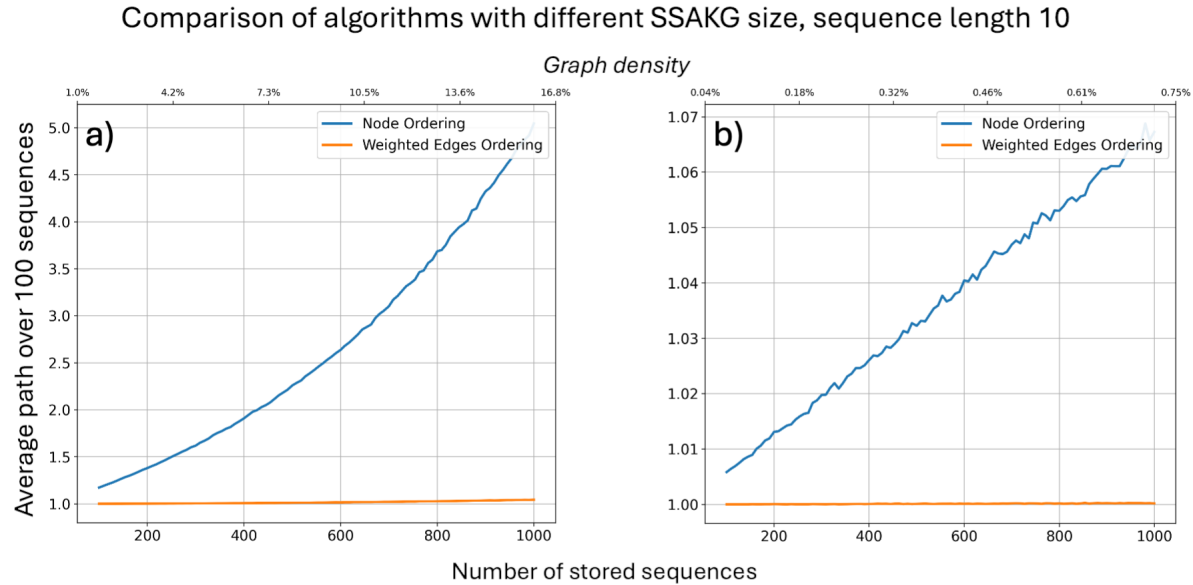 Comparison of algorithms with different SSAKG size, sequence length 10
Graph density
1.0% 4.2% 7.3% 10.5% 13.6% 16.8%
0.04% 0.18% 0.32% 0.46% 0.61% 0.75%
Average path over 100 sequences
a)
Node Ordering
Weighted Edges Ordering
5.0
4.5
4.0
3.5
3.0
2.5
2.0
1.5
1.0
200 400 600 800 1000
b)
Node Ordering
Weighted Edges Ordering
1.07
1.06
1.05
1.04
1.03
1.02
1.01
1.00
200 400 600 800 1000
Number of stored sequences